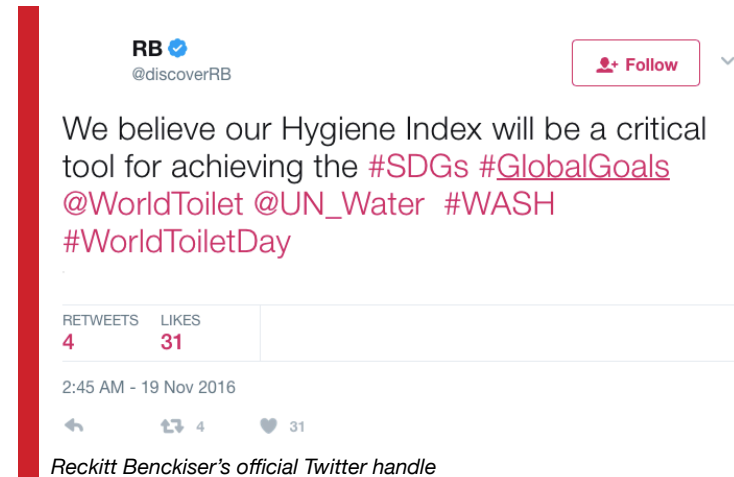 RB
@discoverRB
Follow
We believe our Hygiene Index will be a critical
tool for achieving the #SDGs #GlobalGoals
@WorldToilet @UN_Water #WASH
#WorldToiletDay
RETWEETS LIKES
4 31
2:45 AM - 19 Nov 2016
4 31
Reckitt Benckiser's official Twitter handle